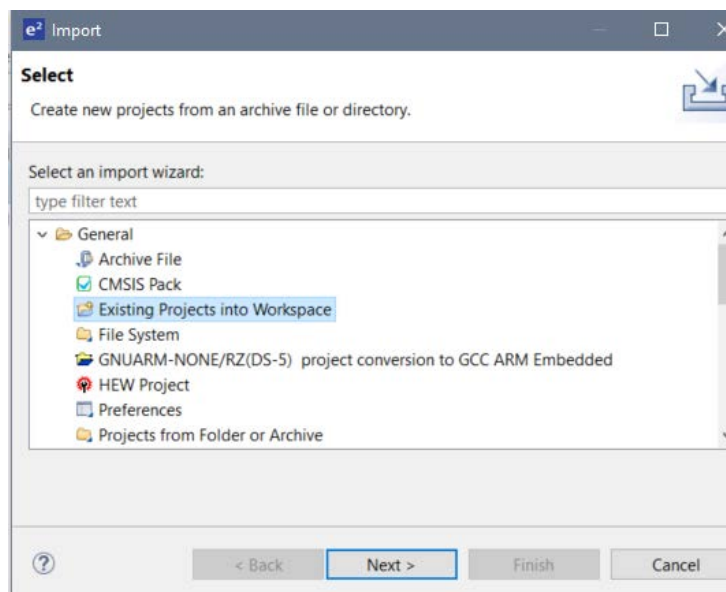 e² Import
Select
Create new projects from an archive file or directory.
Select an import wizard:
type filter text
General
Archive File
CMSIS Pack
Existing Projects into Workspace
File System
GNUARM-NONE/RZ(DS-5) project conversion to GCC ARM Embedded
HEW Project
Preferences
Projects from Folder or Archive
? < Back Next > Finish Cancel